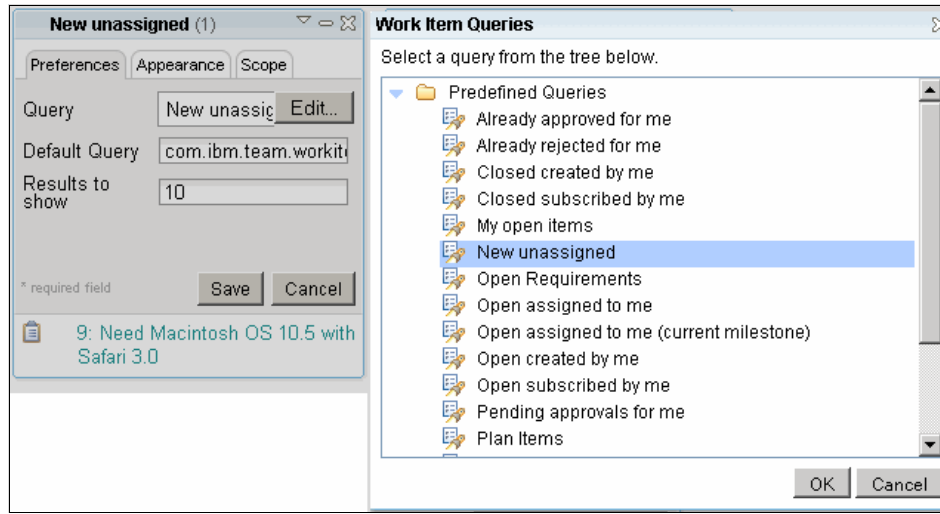 New unassigned (1)
Preferences
Appearance
Scope
Query
New unassig
Edit...
Default Query
com.ibm.team.workit
Results to
show
10
* required field
Save
Cancel
9: Need Macintosh OS 10.5 with
Safari 3.0
Work Item Queries
Select a query from the tree below.
Predefined Queries
Already approved for me
Already rejected for me
Closed created by me
Closed subscribed by me
My open items
New unassigned
Open Requirements
Open assigned to me
Open assigned to me (current milestone)
Open created by me
Open subscribed by me
Pending approvals for me
Plan Items
OK
Cancel